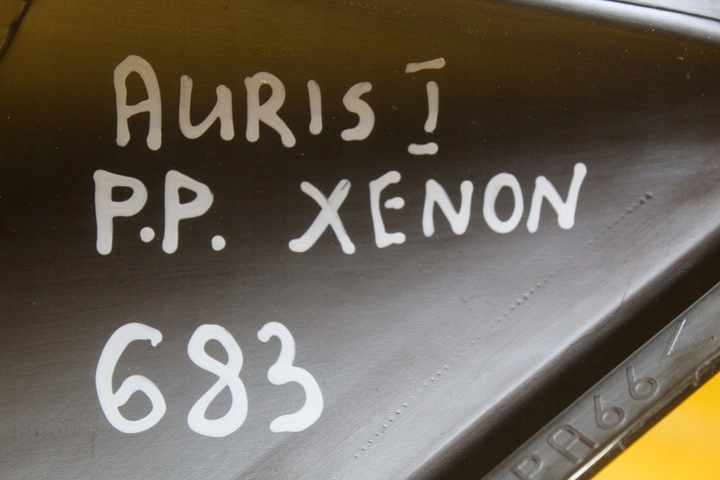 AURIS I
P.P. XENON
683
PA66<